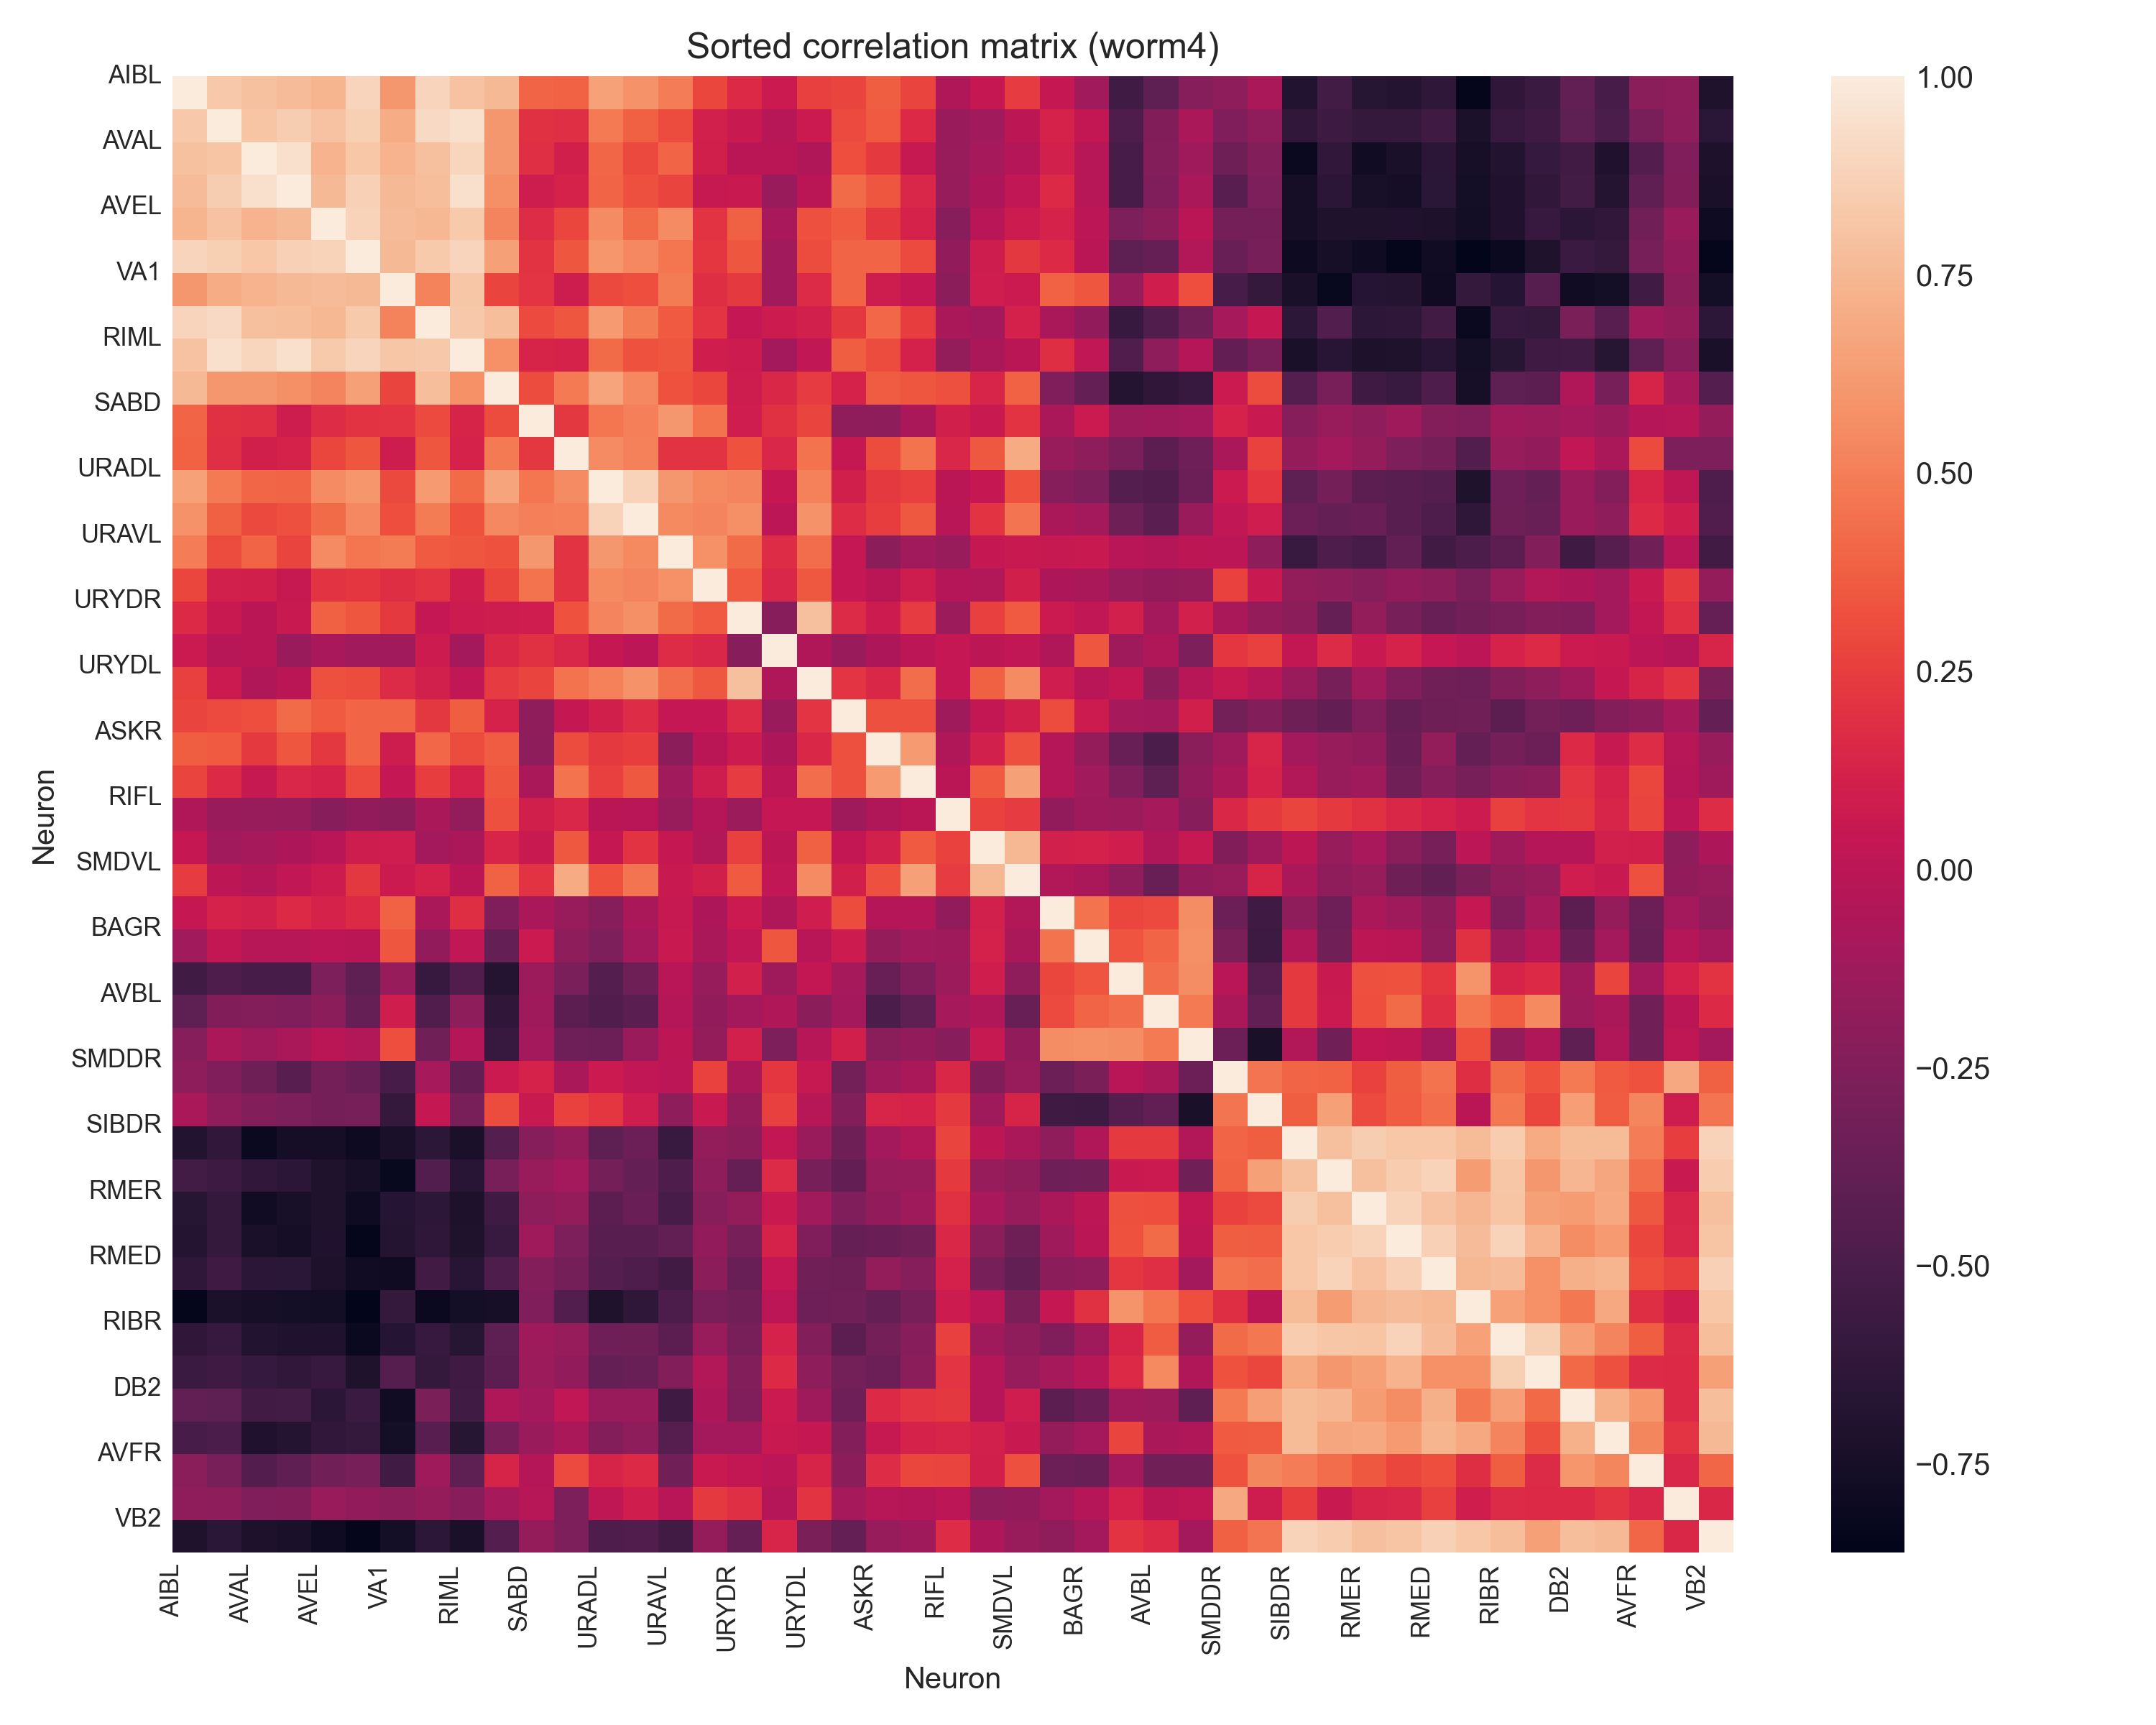 Sorted correlation matrix (worm4)
AIBL
AVAL
AVEL
VA1
RIML
SABD
URADL
URAVL
URYDR
URYDL
ASKR
RIFL
SMDVL
BAGR
AVBL
SMDDR
SIBDR
RMER
RMED
RIBR
DB2
AVFR
VB2
Neuron
AIBL
AVAL
AVEL
VA1
RIML
SABD
URADL
URAVL
URYDR
URYDL
ASKR
RIFL
SMDVL
BAGR
AVBL
SMDDR
SIBDR
RMER
RMED
RIBR
DB2
AVFR
VB2
Neuron
1.00
0.75
0.50
0.25
0.00
−0.25
−0.50
−0.75